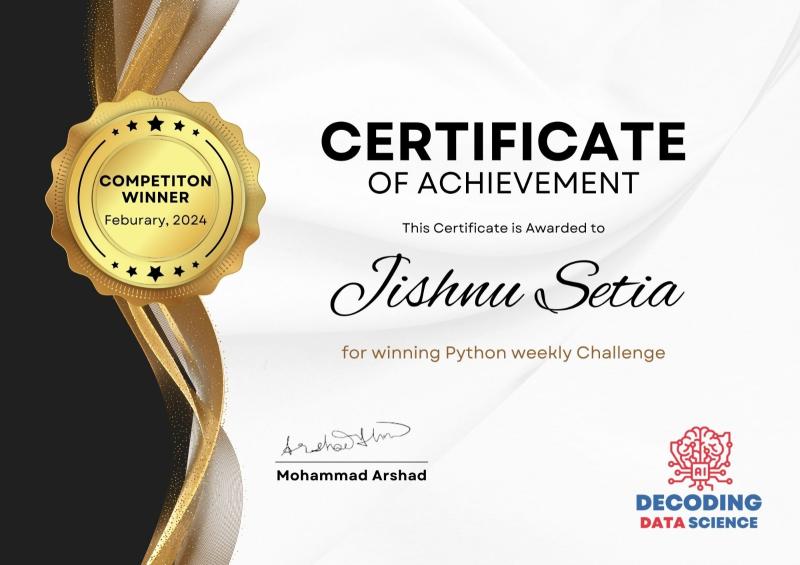 COMPETITON
WINNER
Feburary, 2024
CERTIFICATE
OF ACHIEVEMENT
This Certificate is Awarded to
Jishnu Setia
for winning Python weekly Challenge
Arshad
Mohammad Arshad
AI
DECODING
DATA SCIENCE